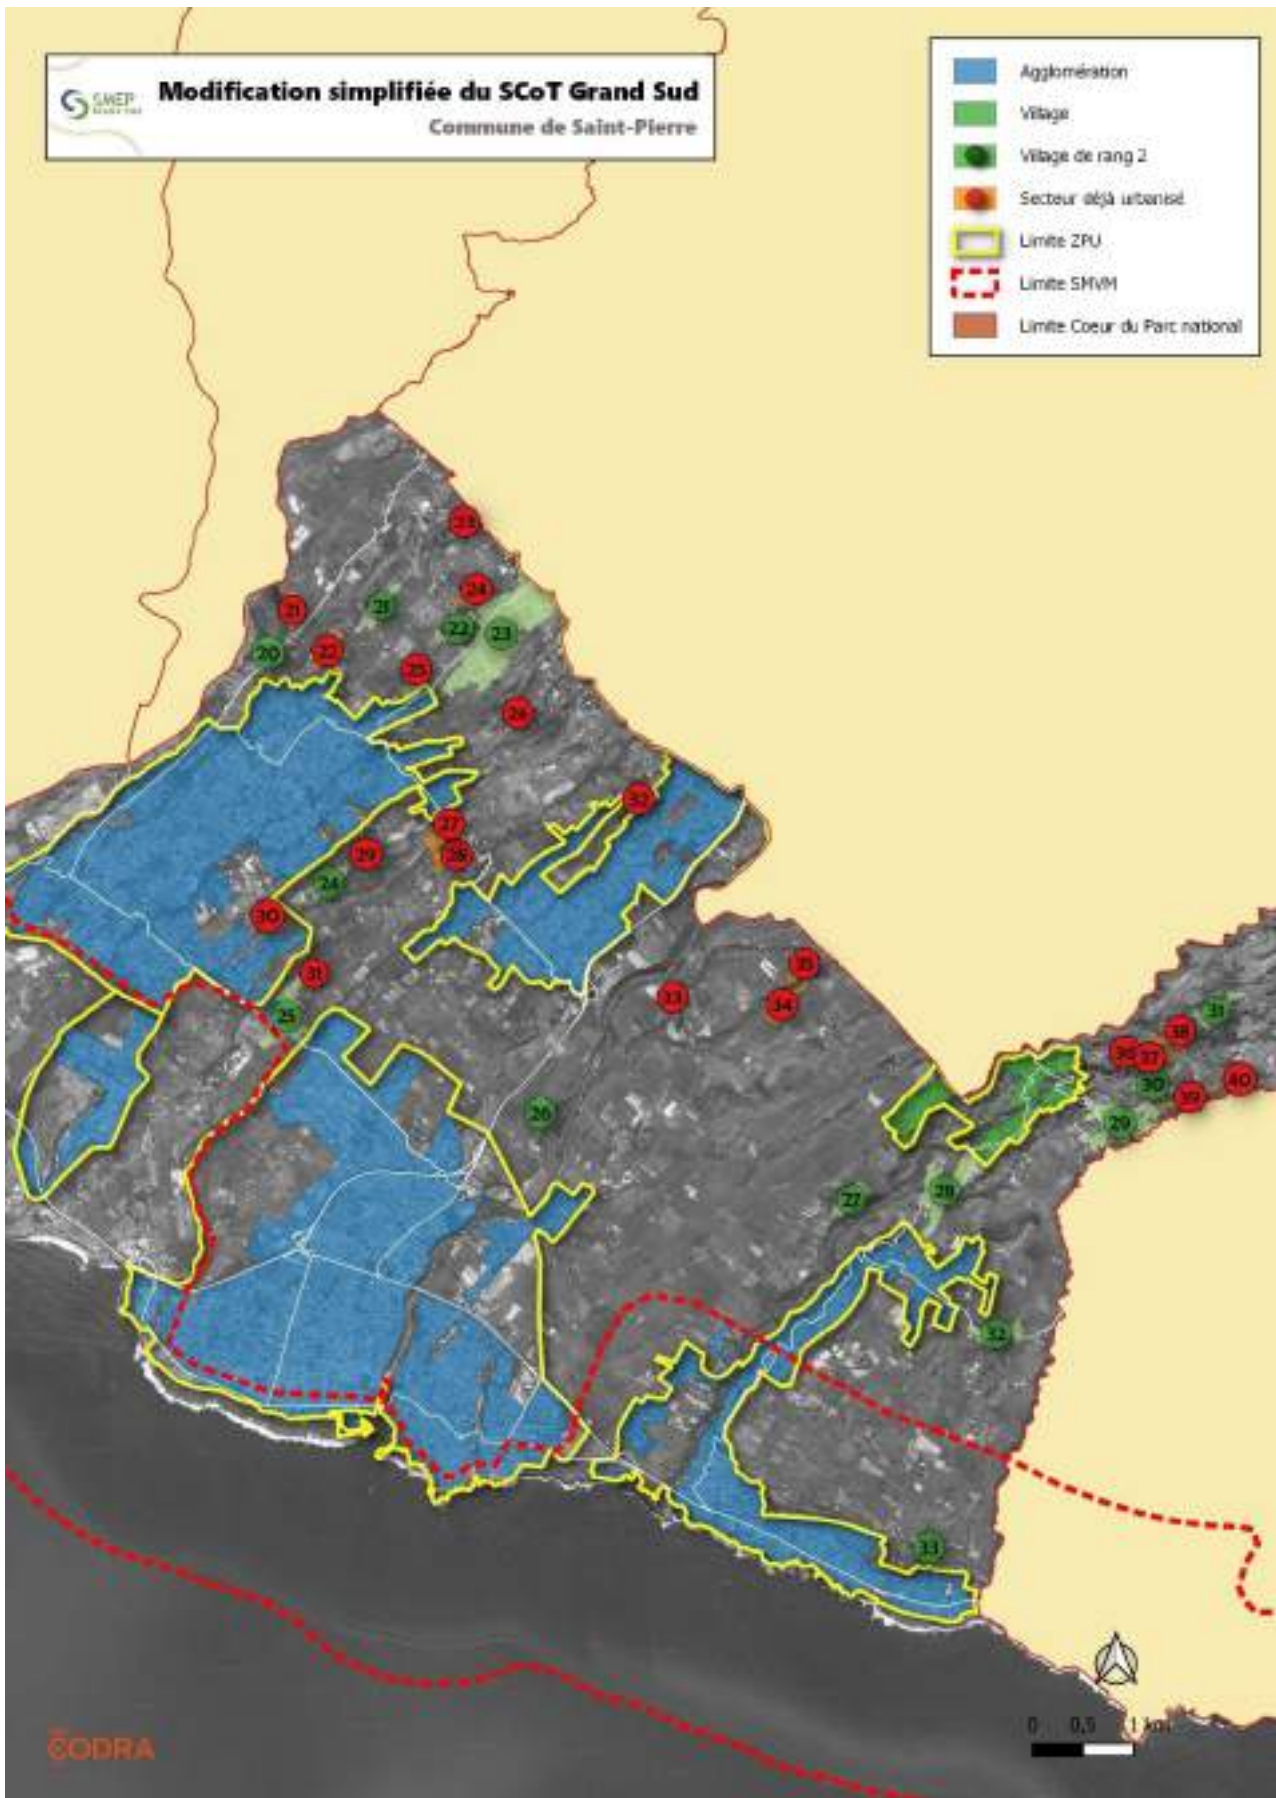 SMEP
Modification simplifiée du SCoT Grand Sud
Commune de Saint-Pierre
Agglomération
Village
Village de rang 2
Secteur déjà urbanisé
Limite ZPU
Limite SMVM
Limite Coeur du Parc national
23
24
21
21
22
23
20
22
25
26
32
27
29
28
24
30
31
35
33
34
25
31
38
36
37
30
40
39
26
29
27
28
32
33
0 0,5 1 km
CODRA